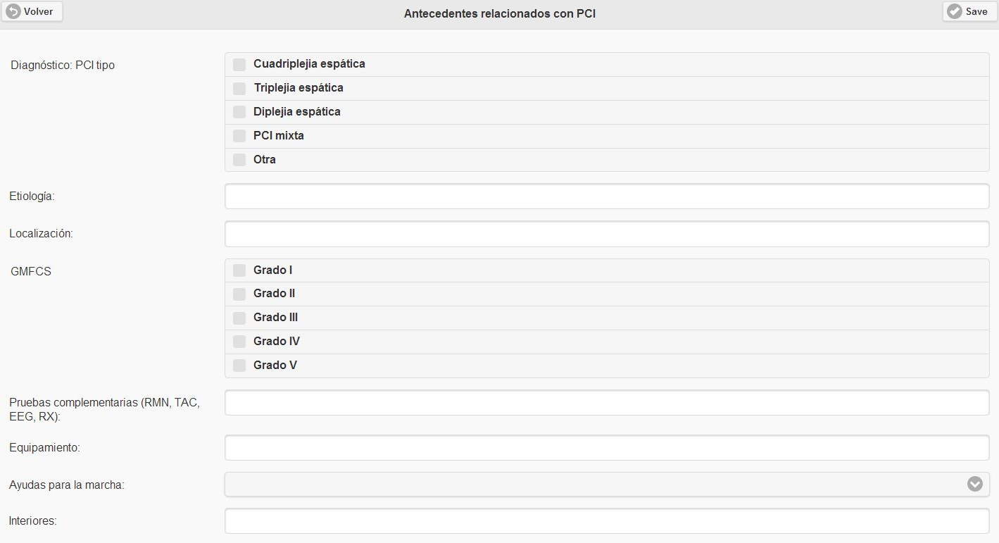 Volver
Antecedentes relacionados con PCI
Save
Diagnóstico: PCI tipo
Cuadriplejia espática
Triplejia espática
Diplejia espática
PCI mixta
Otra
Etiología:
Localización:
GMFCS
Grado I
Grado II
Grado III
Grado IV
Grado V
Pruebas complementarias (RMN, TAC,
EEG, RX):
Equipamiento:
Ayudas para la marcha:
Interiores: